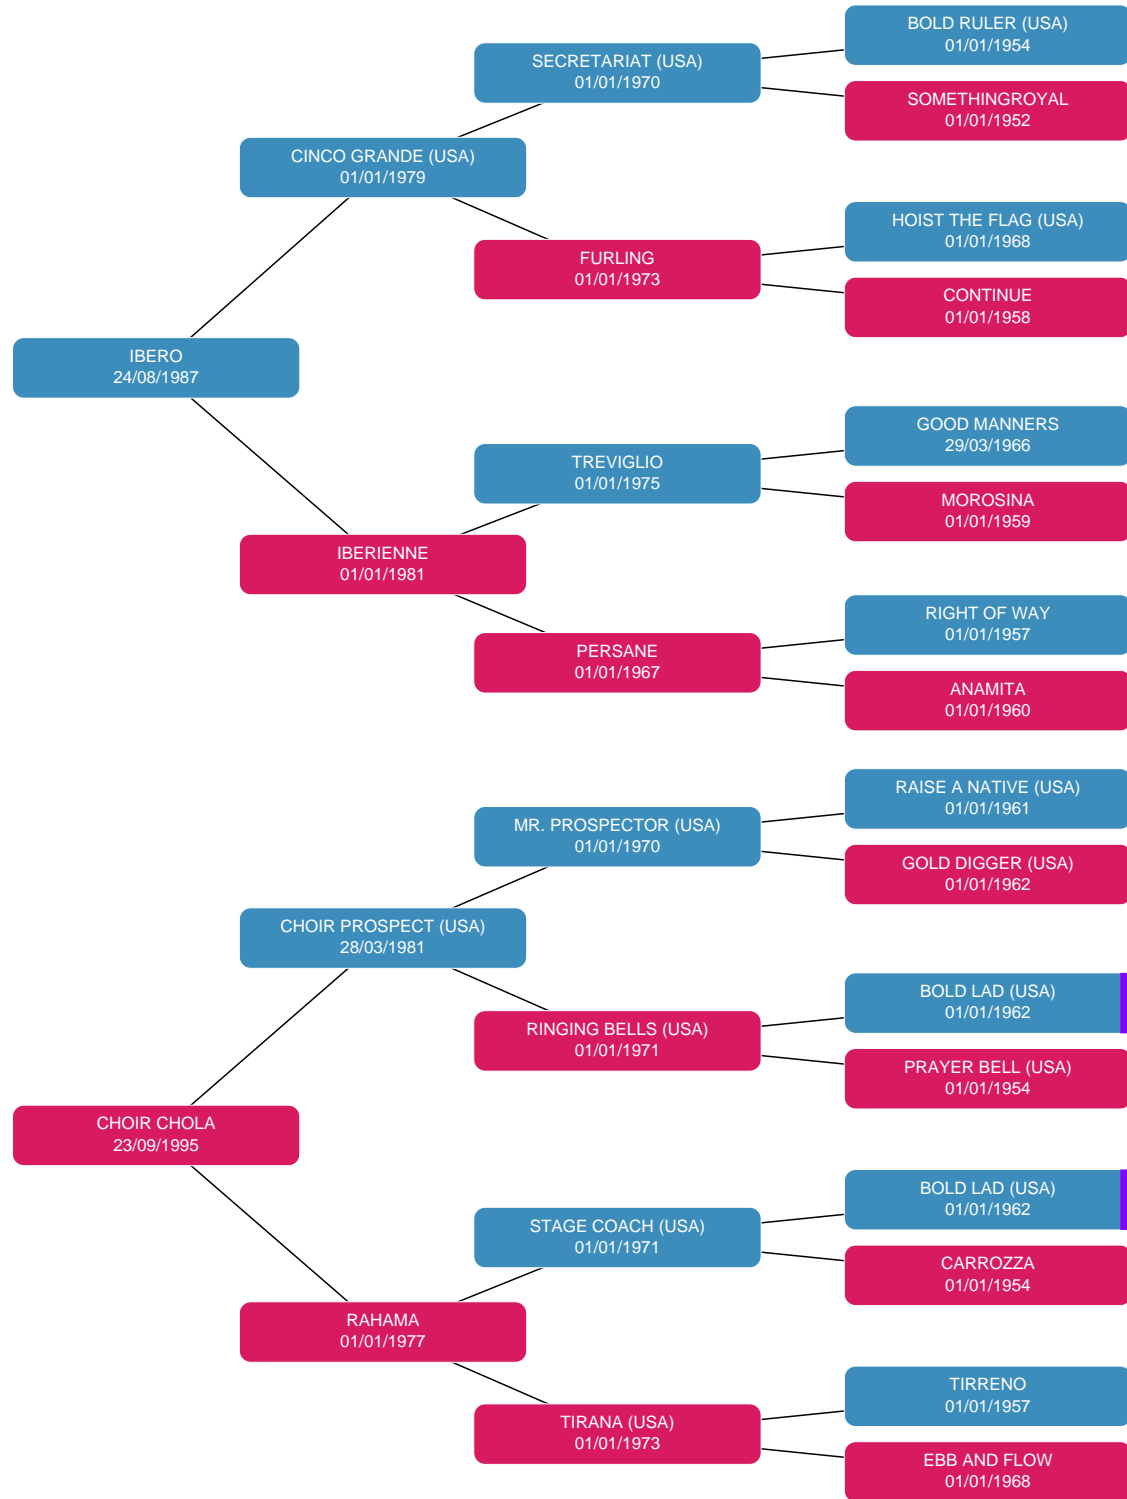 BOLD RULER (USA)
01/01/1954
SECRETARIAT (USA)
01/01/1970
SOMETHINGROYAL
01/01/1952
CINCO GRANDE (USA)
01/01/1979
HOIST THE FLAG (USA)
01/01/1968
FURLING
01/01/1973
CONTINUE
01/01/1958
IBERO
24/08/1987
GOOD MANNERS
29/03/1966
TREVIGLIO
01/01/1975
MOROSINA
01/01/1959
IBERIENNE
01/01/1981
RIGHT OF WAY
01/01/1957
PERSANE
01/01/1967
ANAMITA
01/01/1960
RAISE A NATIVE (USA)
01/01/1961
MR. PROSPECTOR (USA)
01/01/1970
GOLD DIGGER (USA)
01/01/1962
CHOIR PROSPECT (USA)
28/03/1981
BOLD LAD (USA)
01/01/1962
RINGING BELLS (USA)
01/01/1971
PRAYER BELL (USA)
01/01/1954
CHOIR CHOLA
23/09/1995
BOLD LAD (USA)
01/01/1962
STAGE COACH (USA)
01/01/1971
CARROZZA
01/01/1954
RAHAMA
01/01/1977
TIRRENO
01/01/1957
TIRANA (USA)
01/01/1973
EBB AND FLOW
01/01/1968